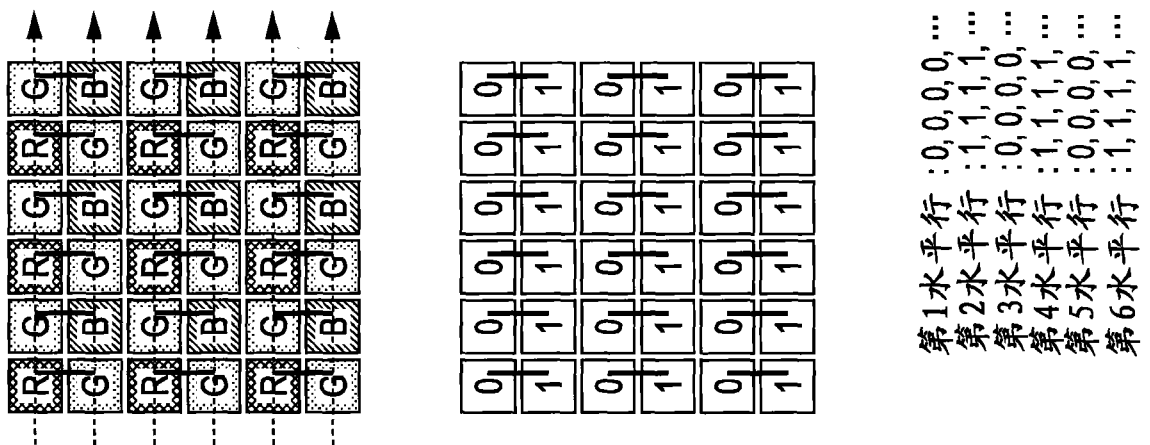 R G R G R G
G B G B G B
R G R G R G
G B G B G B
R G R G R G
G B G B G B
0 0 0 0 0 0
1 1 1 1 1 1
0 0 0 0 0 0
1 1 1 1 1 1
0 0 0 0 0 0
1 1 1 1 1 1
第1水平行 :0, 0, 0, 0, …
第2水平行 :1, 1, 1, 1, …
第3水平行 :0, 0, 0, 0, …
第4水平行 :1, 1, 1, 1, …
第5水平行 :0, 0, 0, 0, …
第6水平行 :1, 1, 1, 1, …